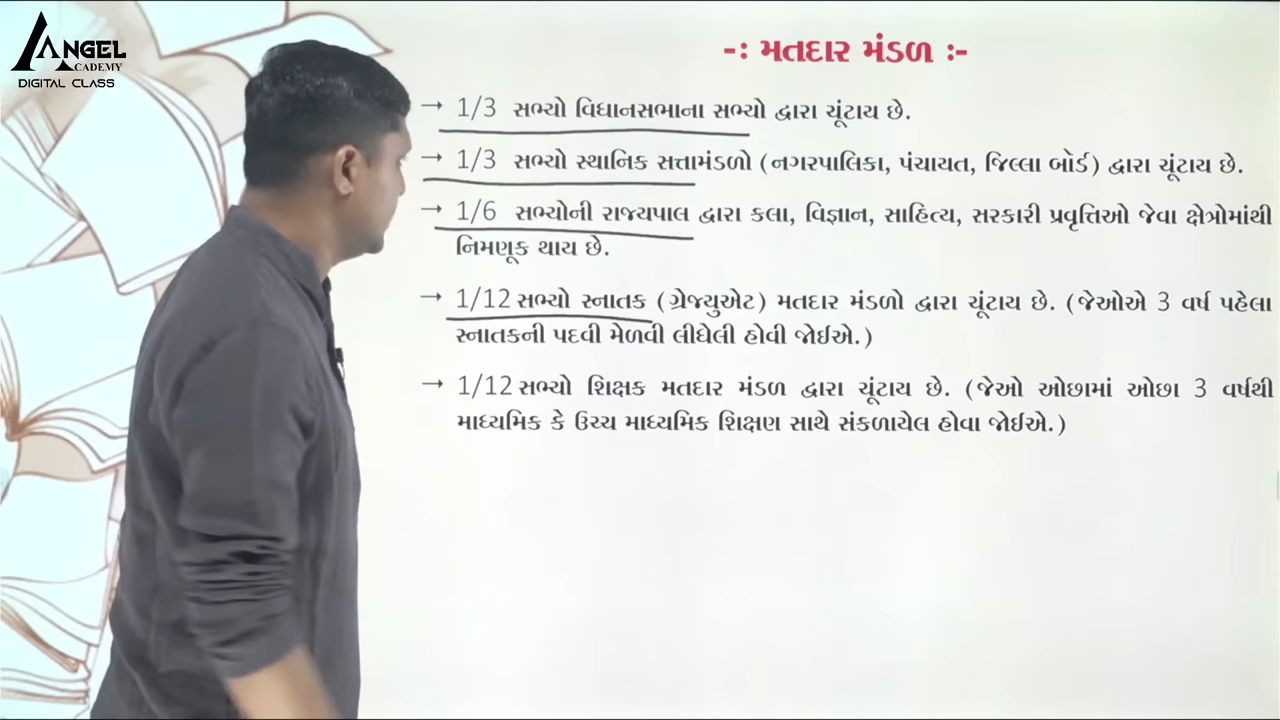 ANGEL
ACADEMY
DIGITAL CLASS
-: મતદાર મંડળ :-
→ 1/3 સભ્યો વિધાનસભાના સભ્યો દ્વારા ચૂંટાય છે.
→ 1/3 સભ્યો સ્થાનિક સત્તામંડળો (નગરપાલિકા, પંચાયત, જિલ્લા બોર્ડ) દ્વારા ચૂંટાય છે.
→ 1/6 સભ્યોની રાજ્યપાલ દ્વારા કલા, વિજ્ઞાન, સાહિત્ય, સરકારી પ્રવૃત્તિઓ જેવા ક્ષેત્રોમાંથી
નિમણૂક થાય છે.
→ 1/12 સભ્યો સ્નાતક (ગ્રેજ્યુએટ) મતદાર મંડળો દ્વારા ચૂંટાય છે. (જેઓએ 3 વર્ષ પહેલા
સ્નાતકની પદવી મેળવી લીધેલી હોવી જોઈએ.)
→ 1/12 સભ્યો શિક્ષક મતદાર મંડળ દ્વારા ચૂંટાય છે. (જેઓ ઓછામાં ઓછા 3 વર્ષથી
માધ્યમિક કે ઉચ્ચ માધ્યમિક શિક્ષણ સાથે સંકળાયેલ હોવા જોઈએ.)